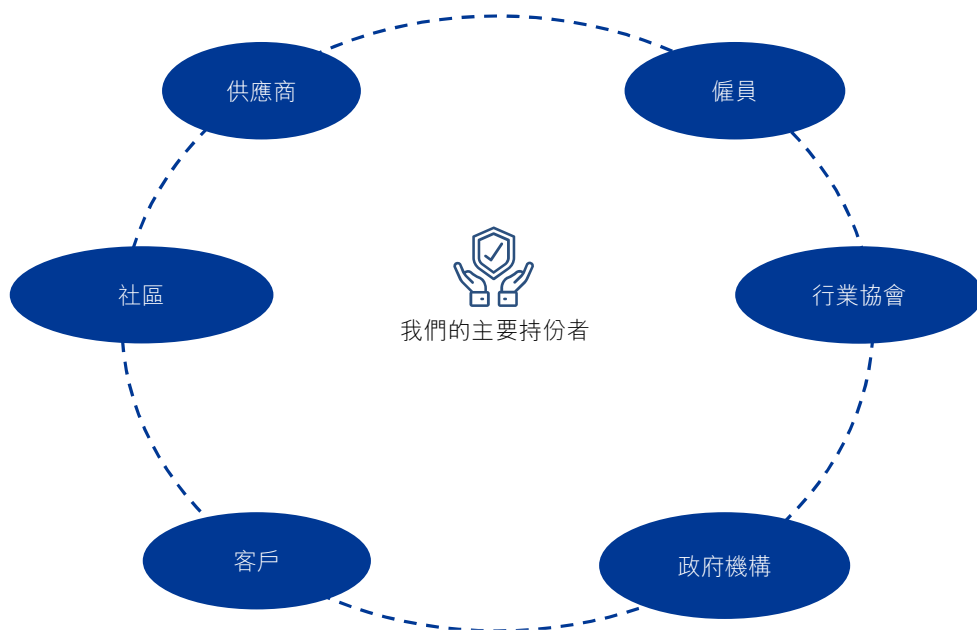 供應商
僱員
社區
我們的主要持份者
行業協會
客戶
政府機構